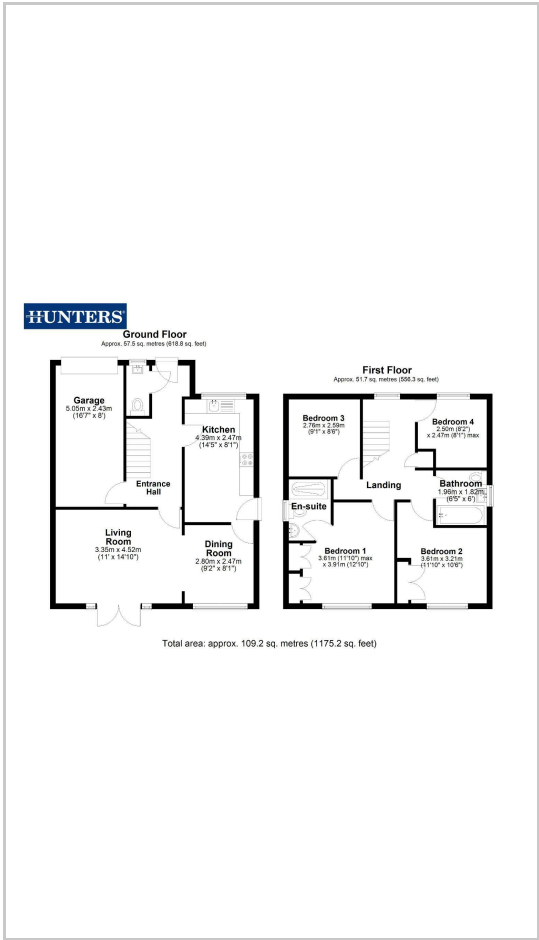 HUNTERS
Ground Floor
Approx. 57.5 sq. metres (618.8 sq. feet)
Garage
5.05m x 2.43m
(16'7" x 8')
Kitchen
4.39m x 2.47m
(14'5" x 8'1")
Entrance
Hall
Living
Room
3.35m x 4.52m
(11' x 14'10")
Dining
Room
2.80m x 2.47m
(9'2" x 8'1")
First Floor
Approx. 51.7 sq. metres (556.3 sq. feet)
Bedroom 3
2.76m x 2.59m
(9'1" x 8'6")
Bedroom 4
2.50m (8'2")
x 2.47m (8'1") max
Landing
Bathroom
1.96m x 1.82m
(6'5" x 6')
En-suite
Bedroom 1
3.61m (11'10") max
x 3.91m (12'10")
Bedroom 2
3.61m x 3.21m
(11'10" x 10'6")
Total area: approx. 109.2 sq. metres (1175.2 sq. feet)